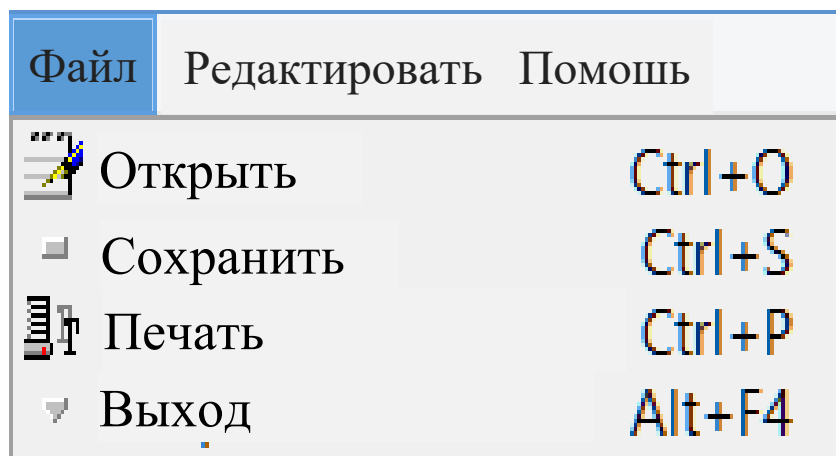 Файл Редактировать Помошь
Открыть Ctrl+O
Сохранить Ctrl+S
Печать Ctrl+P
Выход Alt+F4